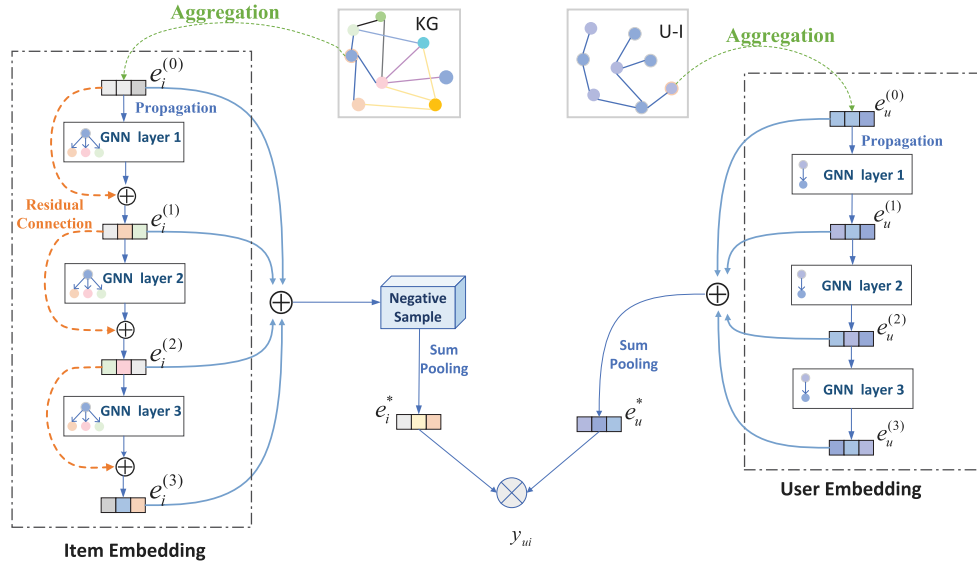 Aggregation
KG
U-I
Aggregation
e_i^{(0)}
Propagation
GNN layer 1
Residual
Connection
e_i^{(1)}
GNN layer 2
e_i^{(2)}
GNN layer 3
e_i^{(3)}
Item Embedding
Negative
Sample
Sum
Pooling
e_i^*
Sum
Pooling
e_u^*
y_{ui}
e_u^{(0)}
Propagation
GNN layer 1
e_u^{(1)}
GNN layer 2
e_u^{(2)}
GNN layer 3
e_u^{(3)}
User Embedding